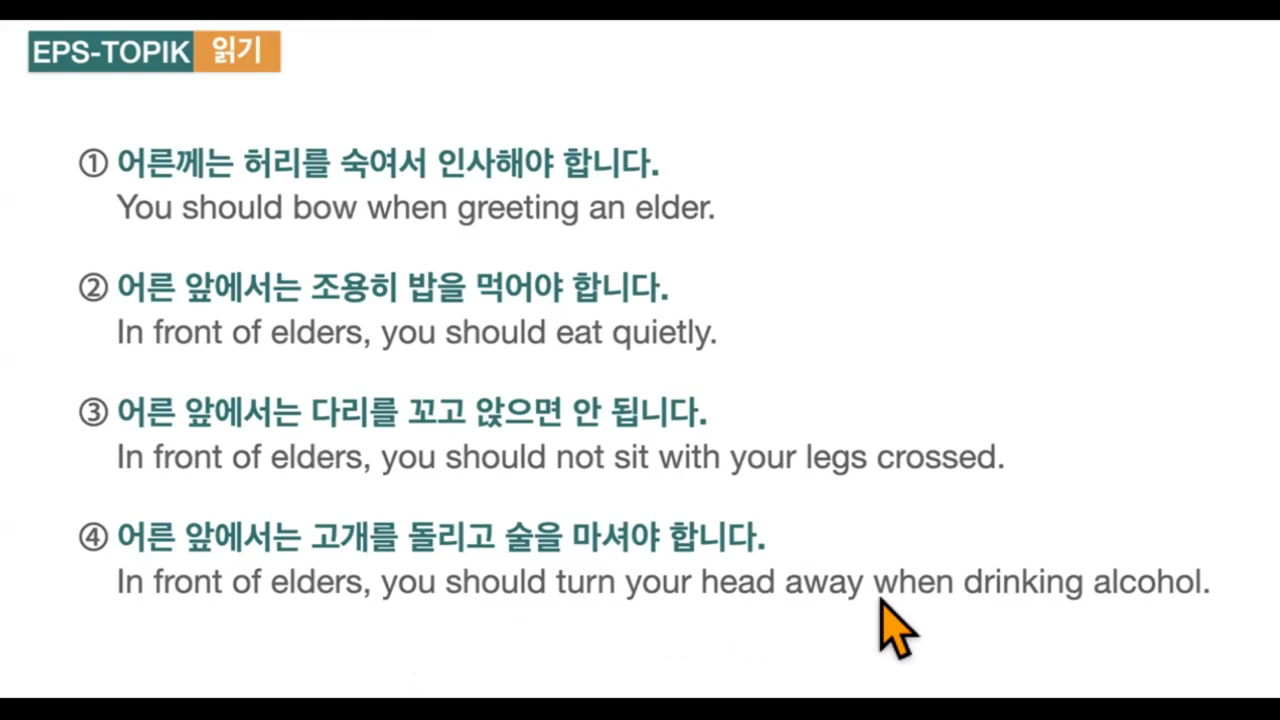 EPS-TOPIK 읽기
① 어른께는 허리를 숙여서 인사해야 합니다.
You should bow when greeting an elder.
② 어른 앞에서는 조용히 밥을 먹어야 합니다.
In front of elders, you should eat quietly.
③ 어른 앞에서는 다리를 꼬고 앉으면 안 됩니다.
In front of elders, you should not sit with your legs crossed.
④ 어른 앞에서는 고개를 돌리고 술을 마셔야 합니다.
In front of elders, you should turn your head away when drinking alcohol.